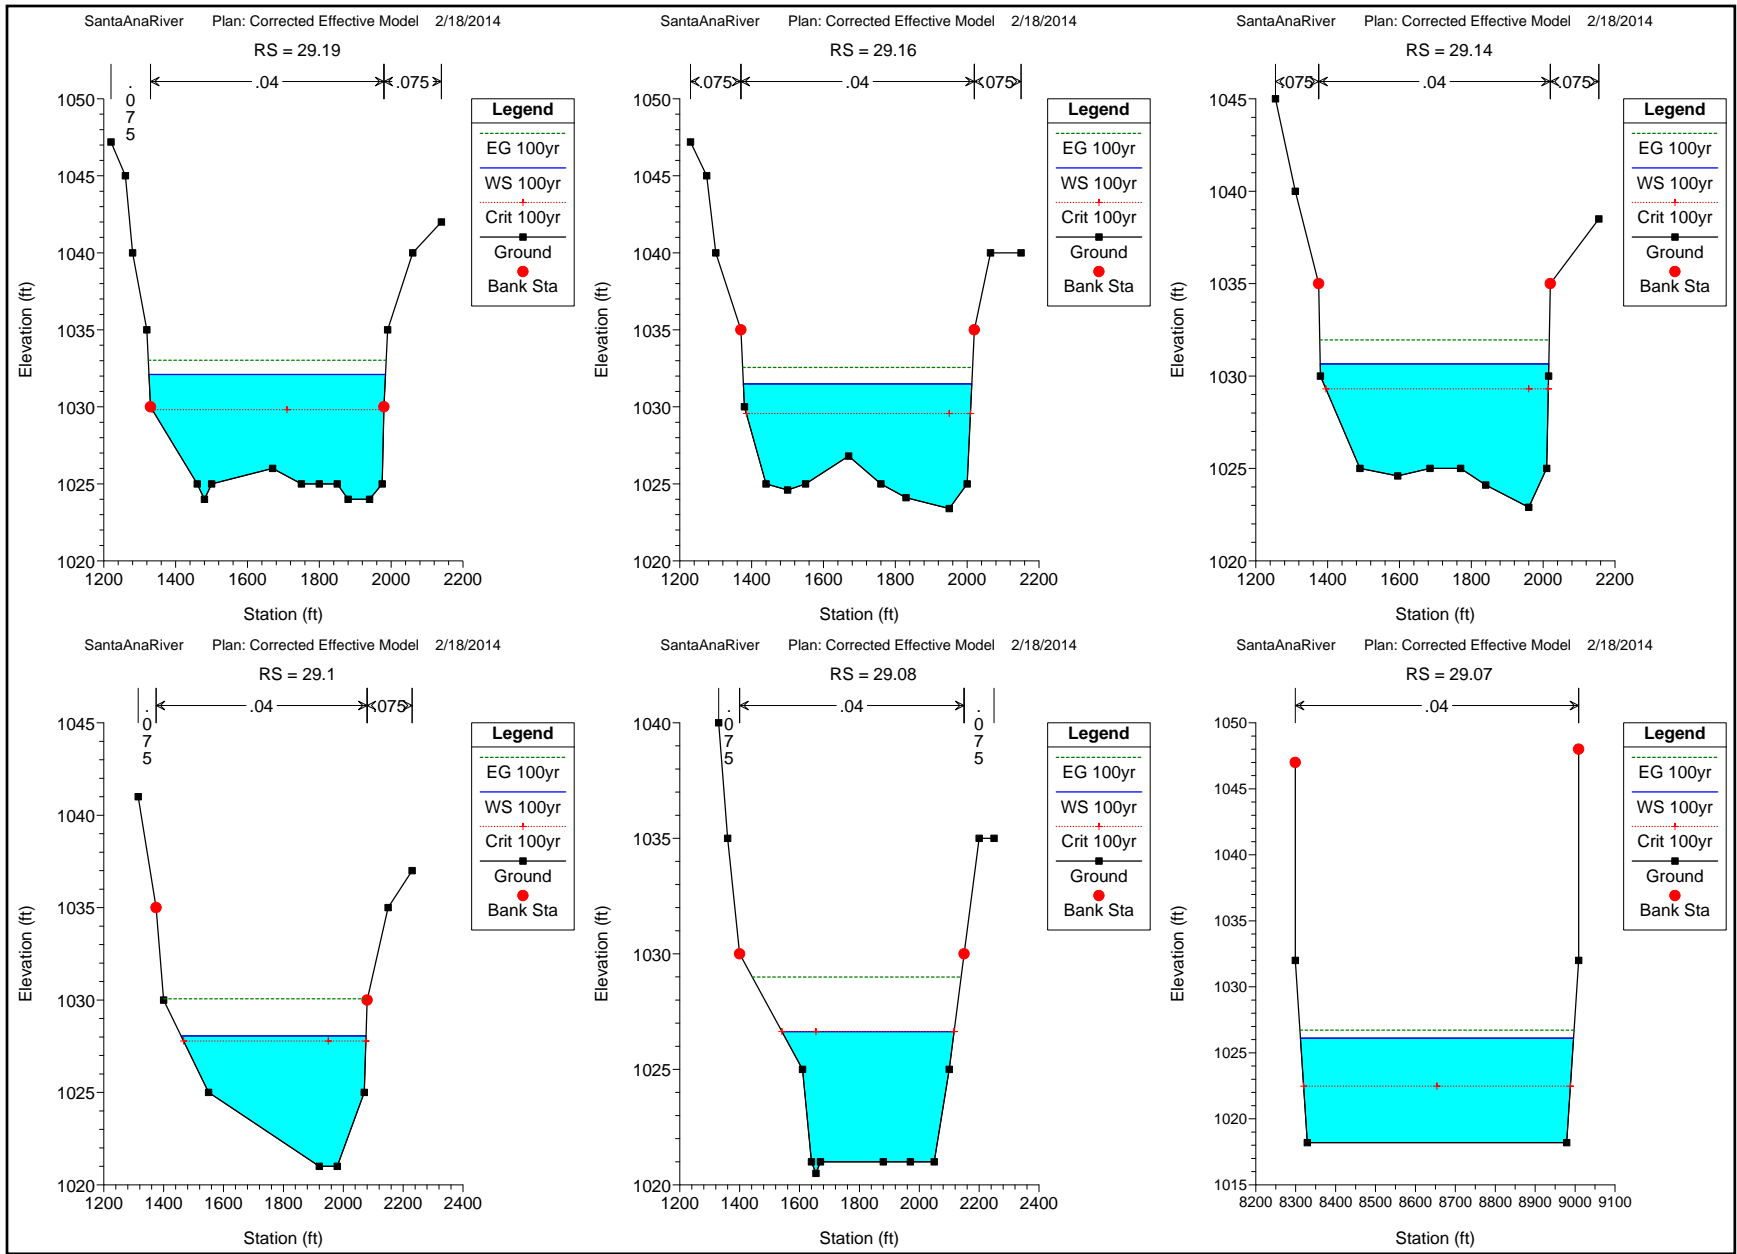 SantaAnaRiver Plan: Corrected Effective Model 2/18/2014
RS = 29.19
.075 .04 .075
Legend
EG 100yr
WS 100yr
Crit 100yr
Ground
Bank Sta
1050
1045
1040
1035
1030
1025
1020
Elevation (ft)
1200 1400 1600 1800 2000 2200
Station (ft)
SantaAnaRiver Plan: Corrected Effective Model 2/18/2014
RS = 29.16
.075 .04 .075
Legend
EG 100yr
WS 100yr
Crit 100yr
Ground
Bank Sta
1050
1045
1040
1035
1030
1025
1020
Elevation (ft)
1200 1400 1600 1800 2000 2200
Station (ft)
SantaAnaRiver Plan: Corrected Effective Model 2/18/2014
RS = 29.14
.075 .04 .075
Legend
EG 100yr
WS 100yr
Crit 100yr
Ground
Bank Sta
1045
1040
1035
1030
1025
1020
Elevation (ft)
1200 1400 1600 1800 2000 2200
Station (ft)
SantaAnaRiver Plan: Corrected Effective Model 2/18/2014
RS = 29.1
.075 .04 .075
Legend
EG 100yr
WS 100yr
Crit 100yr
Ground
Bank Sta
1045
1040
1035
1030
1025
1020
Elevation (ft)
1200 1400 1600 1800 2000 2200 2400
Station (ft)
SantaAnaRiver Plan: Corrected Effective Model 2/18/2014
RS = 29.08
.075 .04 .075
Legend
EG 100yr
WS 100yr
Crit 100yr
Ground
Bank Sta
1040
1035
1030
1025
1020
Elevation (ft)
1200 1400 1600 1800 2000 2200 2400
Station (ft)
SantaAnaRiver Plan: Corrected Effective Model 2/18/2014
RS = 29.07
.04
Legend
EG 100yr
WS 100yr
Crit 100yr
Ground
Bank Sta
1050
1045
1040
1035
1030
1025
1020
1015
Elevation (ft)
8200 8300 8400 8500 8600 8700 8800 8900 9000 9100
Station (ft)